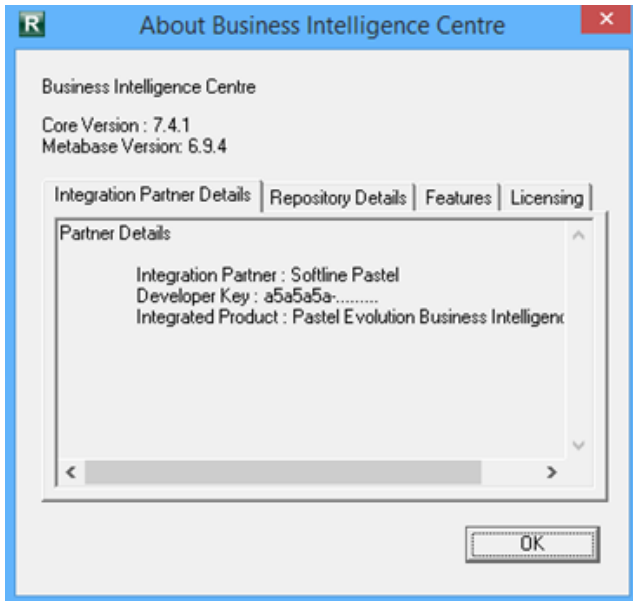 R About Business Intelligence Centre
Business Intelligence Centre
Core Version : 7.4.1
Metabase Version: 6.9.4
Integration Partner Details Repository Details Features Licensing
Partner Details
Integration Partner : Softline Pastel
Developer Key : a5a5a5a-.........
Integrated Product : Pastel Evolution Business Intelligenc
OK